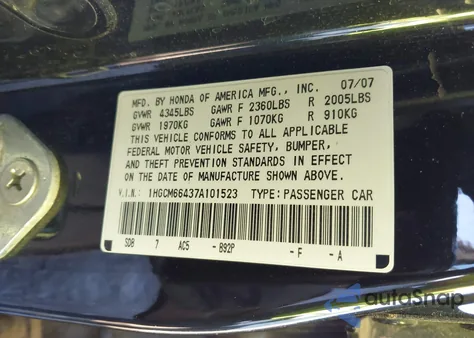 MFD. BY HONDA OF AMERICA MFG., INC. 07/07
GVWR 4345LBS GAWR F 2360LBS R 2005LBS
GVWR 1970KG GAWR F 1070KG R 910KG
THIS VEHICLE CONFORMS TO ALL APPLICABLE
FEDERAL MOTOR VEHICLE SAFETY, BUMPER,
AND THEFT PREVENTION STANDARDS IN EFFECT
ON THE DATE OF MANUFACTURE SHOWN ABOVE.
V.I.N.: 1HGCM66437A101523 TYPE: PASSENGER CAR
SDB 7 AC5 - B92P - F - A
autoSnap